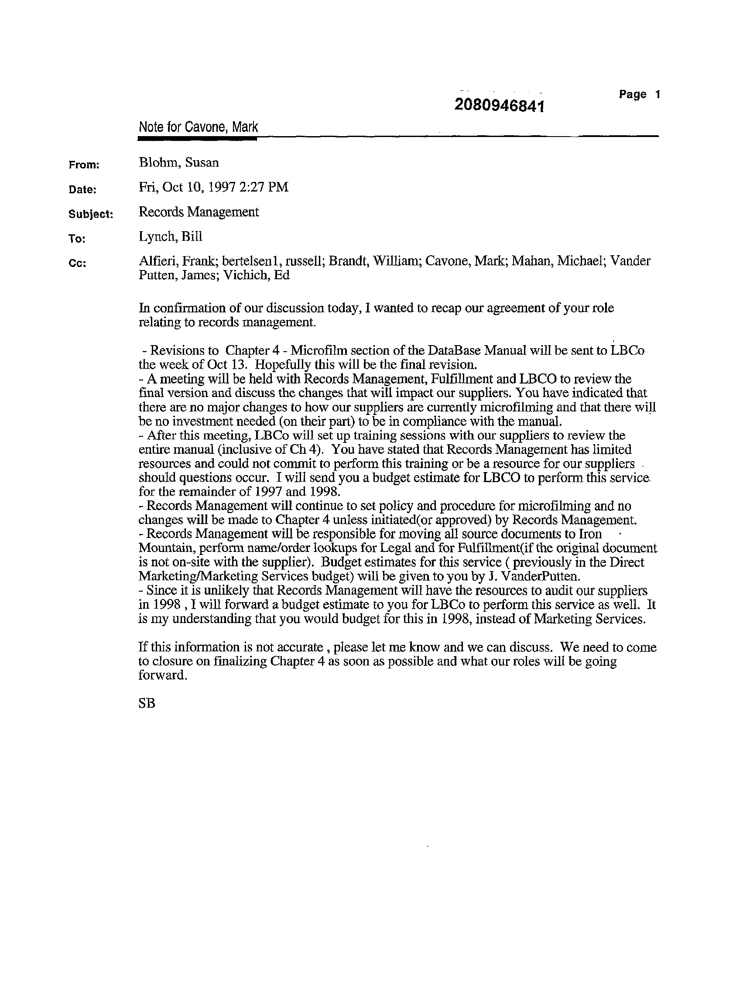 Page 1
2080946841
Note for Cavone, Mark
From: Blohm, Susan
Date: Fri, Oct 10, 1997 2:27 PM
Subject: Records Management
To: Lynch, Bill
Cc: Alfieri, Frank; bertelsen1, russell; Brandt, William; Cavone, Mark; Mahan, Michael; Vander
Putten, James; Vichich, Ed
In confirmation of our discussion today, I wanted to recap our agreement of your role
relating to records management.
- Revisions to Chapter 4 - Microfilm section of the DataBase Manual will be sent to LBCo
the week of Oct 13. Hopefully this will be the final revision.
- A meeting will be held with Records Management, Fulfillment and LBCO to review the
final version and discuss the changes that will impact our suppliers. You have indicated that
there are no major changes to how our suppliers are currently microfilming and that there will
be no investment needed (on their part) to be in compliance with the manual.
- After this meeting, LBCo will set up training sessions with our suppliers to review the
entire manual (inclusive of Ch 4). You have stated that Records Management has limited
resources and could not commit to perform this training or be a resource for our suppliers
should questions occur. I will send you a budget estimate for LBCO to perform this service
for the remainder of 1997 and 1998.
- Records Management will continue to set policy and procedure for microfilming and no
changes will be made to Chapter 4 unless initiated(or approved) by Records Management.
- Records Management will be responsible for moving all source documents to Iron
Mountain, perform name/order lookups for Legal and for Fulfillment(if the original document
is not on-site with the supplier). Budget estimates for this service ( previously in the Direct
Marketing/Marketing Services budget) will be given to you by J. VanderPutten.
- Since it is unlikely that Records Management will have the resources to audit our suppliers
in 1998 , I will forward a budget estimate to you for LBCo to perform this service as well. It
is my understanding that you would budget for this in 1998, instead of Marketing Services.
If this information is not accurate , please let me know and we can discuss. We need to come
to closure on finalizing Chapter 4 as soon as possible and what our roles will be going
forward.
SB